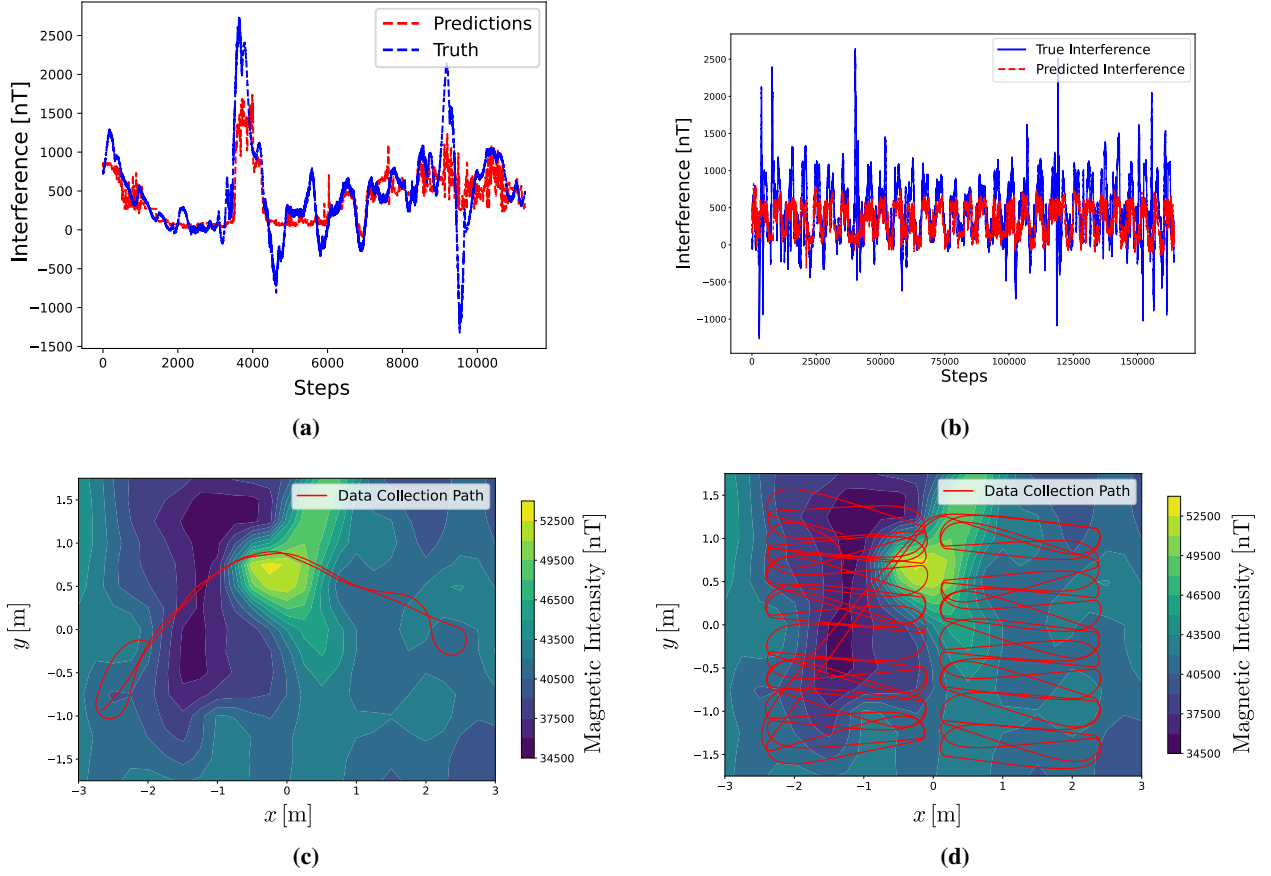 Predictions
Truth
Interference [nT]
2500
2000
1500
1000
500
0
−500
−1000
−1500
0 2000 4000 6000 8000 10000
Steps
(a)
True Interference
Predicted Interference
Interference [nT]
2500
2000
1500
1000
500
0
−500
−1000
0 25000 50000 75000 100000 125000 150000
Steps
(b)
Data Collection Path
y [m]
1.5
1.0
0.5
0.0
−0.5
−1.0
−1.5
−3 −2 −1 0 1 2 3
x [m]
52500
49500
46500
43500
40500
37500
34500
Magnetic Intensity [nT]
(c)
Data Collection Path
y [m]
1.5
1.0
0.5
0.0
−0.5
−1.0
−1.5
−3 −2 −1 0 1 2 3
x [m]
52500
49500
46500
43500
40500
37500
34500
Magnetic Intensity [nT]
(d)